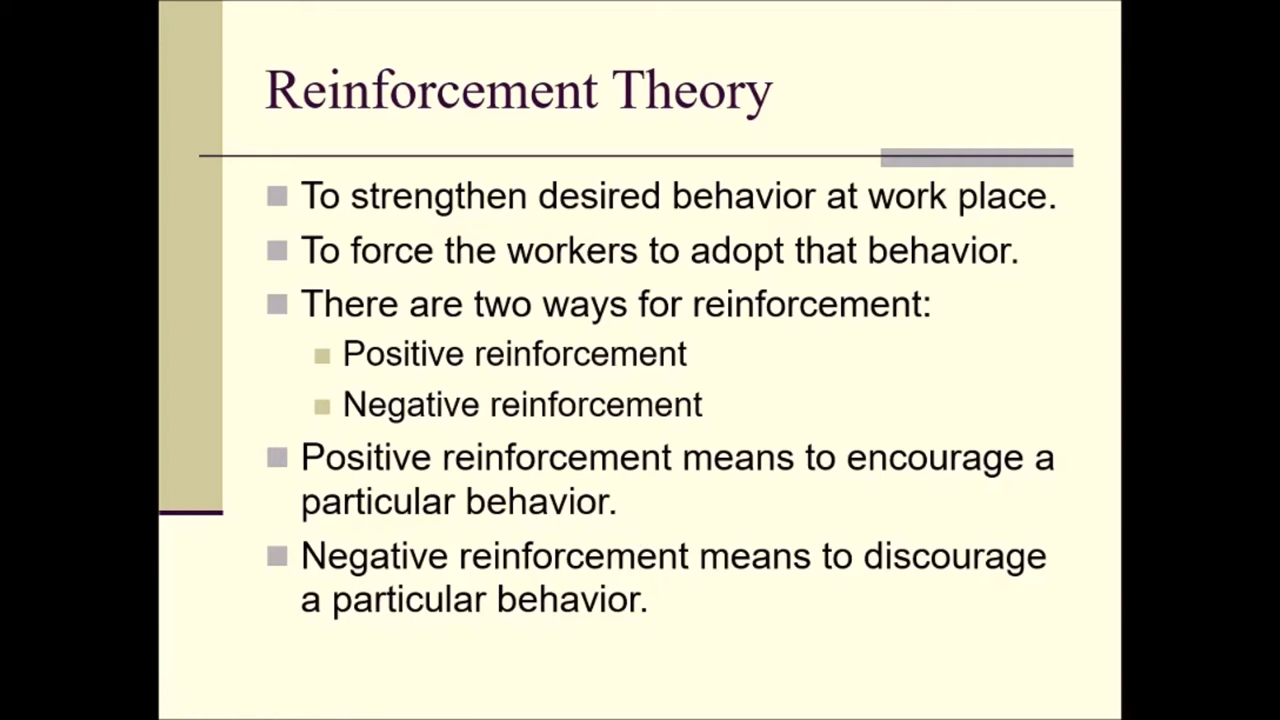 Reinforcement Theory
To strengthen desired behavior at work place.
To force the workers to adopt that behavior.
There are two ways for reinforcement:
Positive reinforcement
Negative reinforcement
Positive reinforcement means to encourage a
particular behavior.
Negative reinforcement means to discourage
a particular behavior.